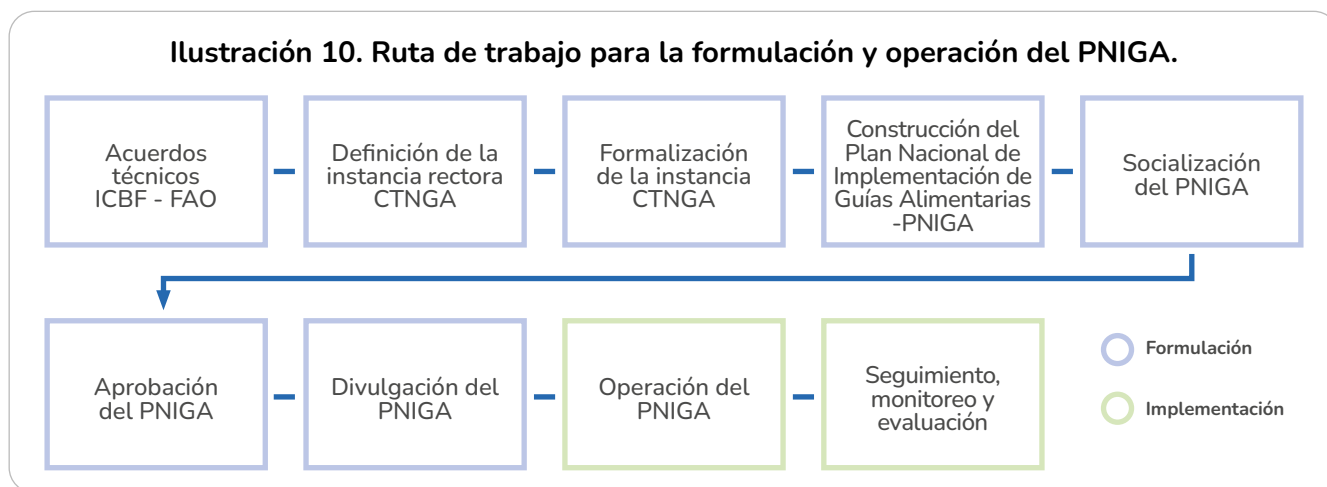 Ilustración 10. Ruta de trabajo para la formulación y operación del PNIGA.
Acuerdos
técnicos
ICBF - FAO
Definición de la
instancia rectora
CTNGA
Formalización
de la instancia
CTNGA
Construcción del
Plan Nacional de
Implementación de
Guías Alimentarias
-PNIGA
Socialización
del PNIGA
Aprobación
del PNIGA
Divulgación del
PNIGA
Operación del
PNIGA
Seguimiento,
monitoreo y
evaluación
Formulación
Implementación